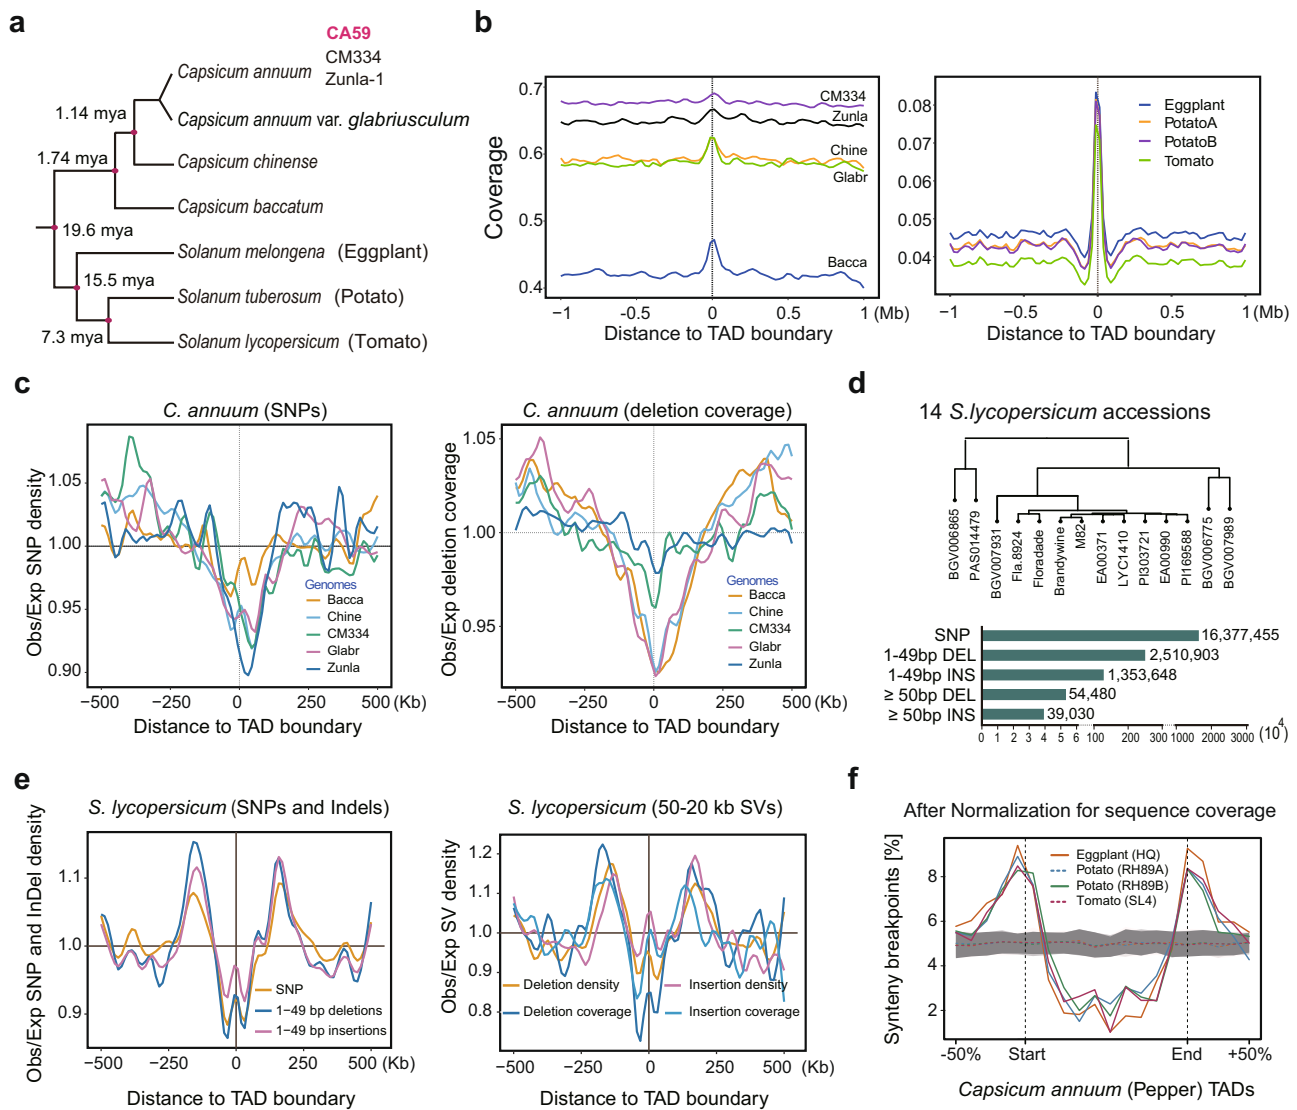 a
CA59
CM334
Zunla-1
Capsicum annuum
1.14 mya
Capsicum annuum var. glabriusculum
1.74 mya
Capsicum chinense
Capsicum baccatum
19.6 mya
Solanum melongena (Eggplant)
15.5 mya
Solanum tuberosum (Potato)
7.3 mya
Solanum lycopersicum (Tomato)
b
Coverage
0.7
0.6
0.5
0.4
CM334
Zunla
Chine
Glabr
Bacca
−1 -0.5 0 0.5 1 (Mb)
Distance to TAD boundary
0.08
0.07
0.06
0.05
0.04
Eggplant
PotatoA
PotatoB
Tomato
−1 −0.5 0 0.5 1 (Mb)
Distance to TAD boundary
c
C. annuum (SNPs)
Obs/Exp SNP density
1.05
1.00
0.95
0.90
Genomes
Bacca
Chine
CM334
Glabr
Zunla
−500 −250 0 250 500 (Kb)
Distance to TAD boundary
C. annuum (deletion coverage)
Obs/Exp deletion coverage
1.05
1.00
0.95
Genomes
Bacca
Chine
CM334
Glabr
Zunla
−500 −250 0 250 500 (Kb)
Distance to TAD boundary
d
14 S.lycopersicum accessions
BGV006865
PAS014479
BGV007931
Fla.8924
Floradade
Brandywine
M82
EA00371
LYC1410
PI303721
EA00990
PI169588
BGV006775
BGV007989
SNP 16,377,455
1-49bp DEL 2,510,903
1-49bp INS 1,353,648
≥ 50bp DEL 54,480
≥ 50bp INS 39,030
0 1 2 3 4 5 6 100 200 300 1000 2000 3000 (10⁴)
e
S. lycopersicum (SNPs and Indels)
Obs/Exp SNP and InDel density
1.1
1.0
0.9
SNP
1−49 bp deletions
1−49 bp insertions
−500 −250 0 250 500 (Kb)
Distance to TAD boundary
S. lycopersicum (50-20 kb SVs)
Obs/Exp SV density
1.2
1.1
1.0
0.9
0.8
Deletion density
Insertion density
Deletion coverage
Insertion coverage
−500 −250 0 250 500 (Kb)
Distance to TAD boundary
f
After Normalization for sequence coverage
Synteny breakpoints [%]
8
6
4
2
Eggplant (HQ)
Potato (RH89A)
Potato (RH89B)
Tomato (SL4)
-50% Start End +50%
Capsicum annuum (Pepper) TADs